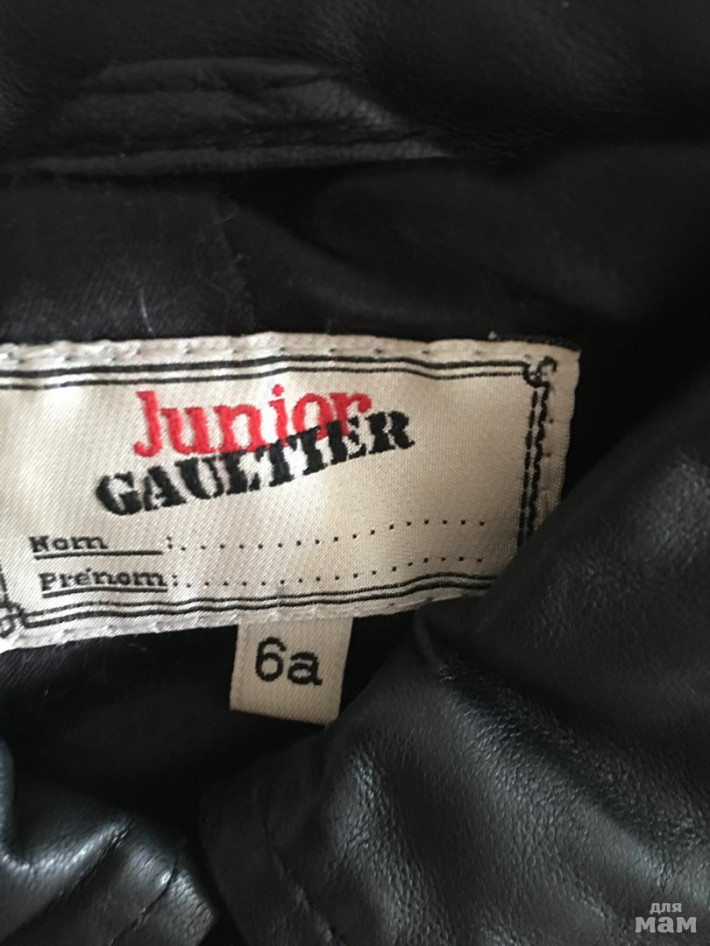 Junior
GAULTIER
Nom : . . . . . . . . . . . . . . . .
Prénom : . . . . . . . . . . . . . . .
6a
для
мам